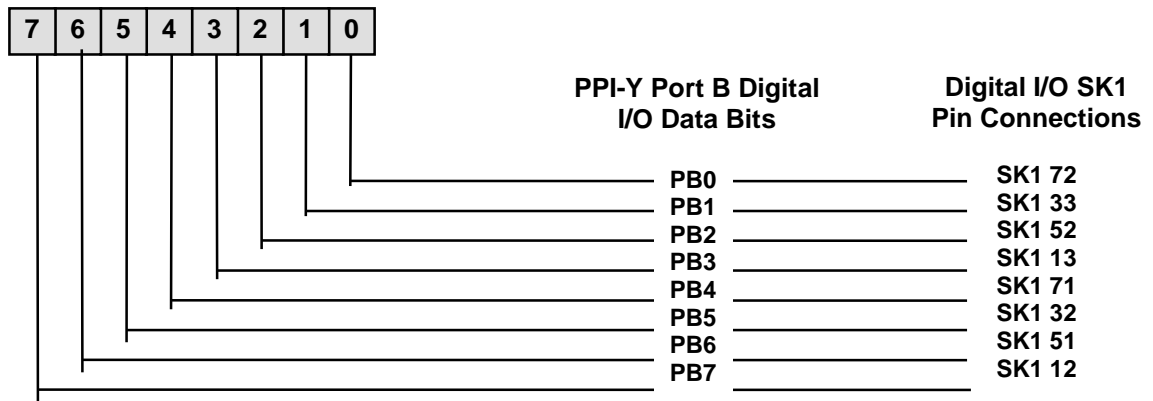 7 6 5 4 3 2 1 0
PPI-Y Port B Digital I/O Data Bits
Digital I/O SK1 Pin Connections
PB0 SK1 72
PB1 SK1 33
PB2 SK1 52
PB3 SK1 13
PB4 SK1 71
PB5 SK1 32
PB6 SK1 51
PB7 SK1 12